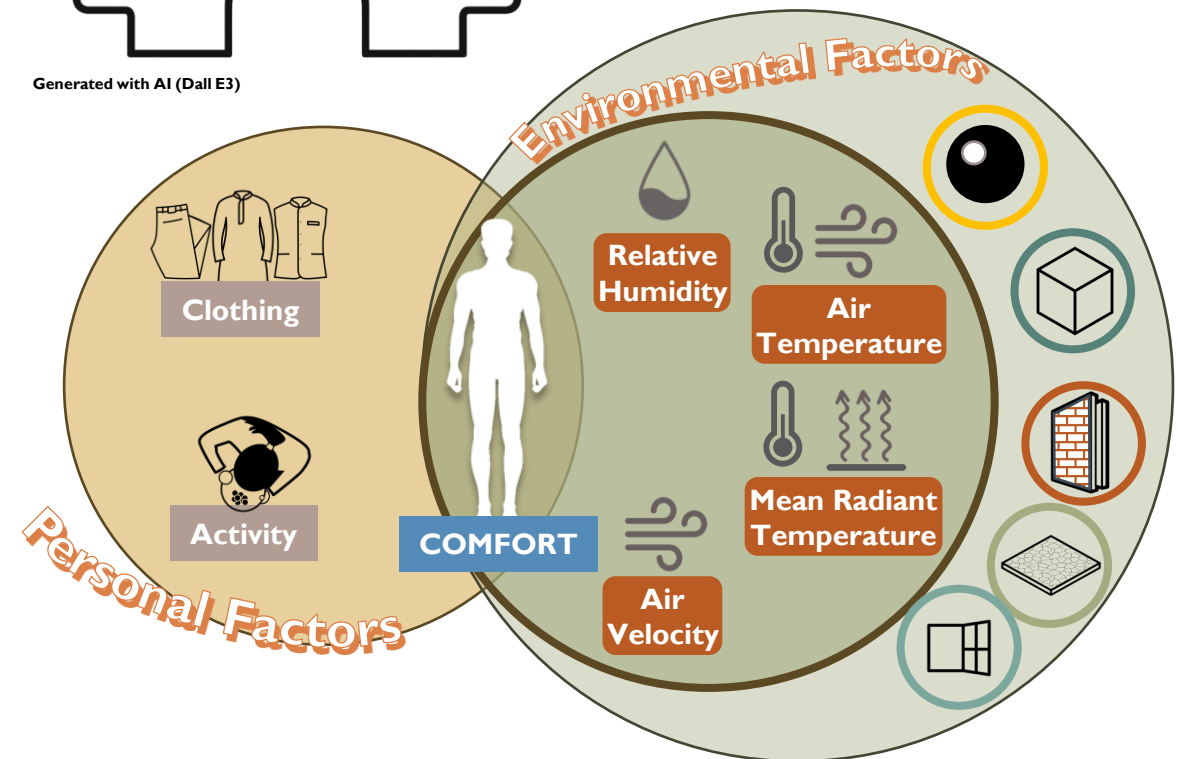 Generated with AI (Dall E3)
Environmental Factors
Relative
Humidity
Air
Temperature
Clothing
Mean Radiant
Temperature
Activity
COMFORT
Air
Velocity
Personal Factors